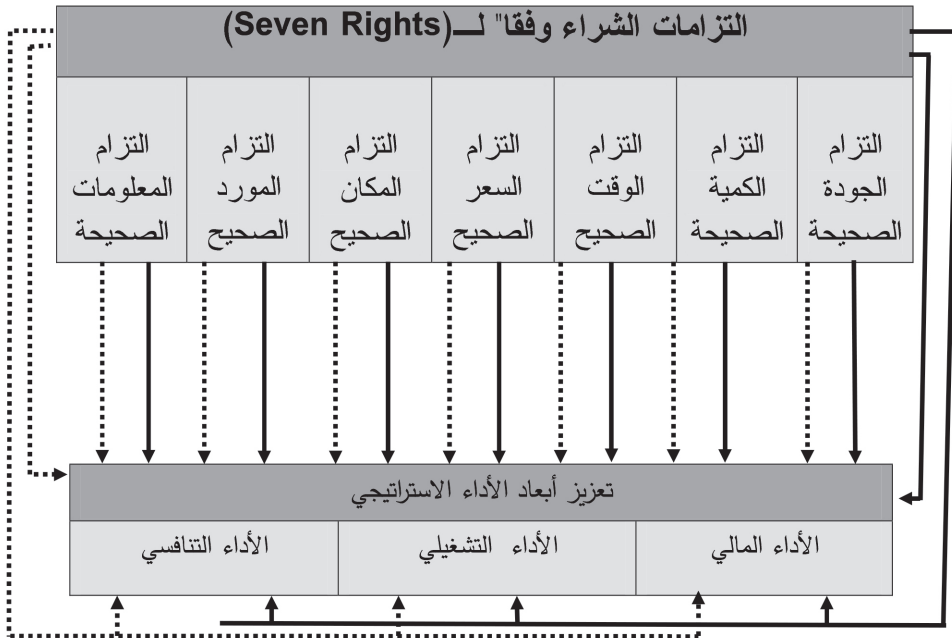 التزامات الشراء وفقا" لــ(Seven Rights)
التزام
الجودة
الصحيحة
التزام
الكمية
الصحيحة
التزام
الوقت
الصحيح
التزام
السعر
الصحيح
التزام
المكان
الصحيح
التزام
المورد
الصحيح
التزام
المعلومات
الصحيحة
تعزيز أبعاد الأداء الاستراتيجي
الأداء المالي
الأداء التشغيلي
الأداء التنافسي